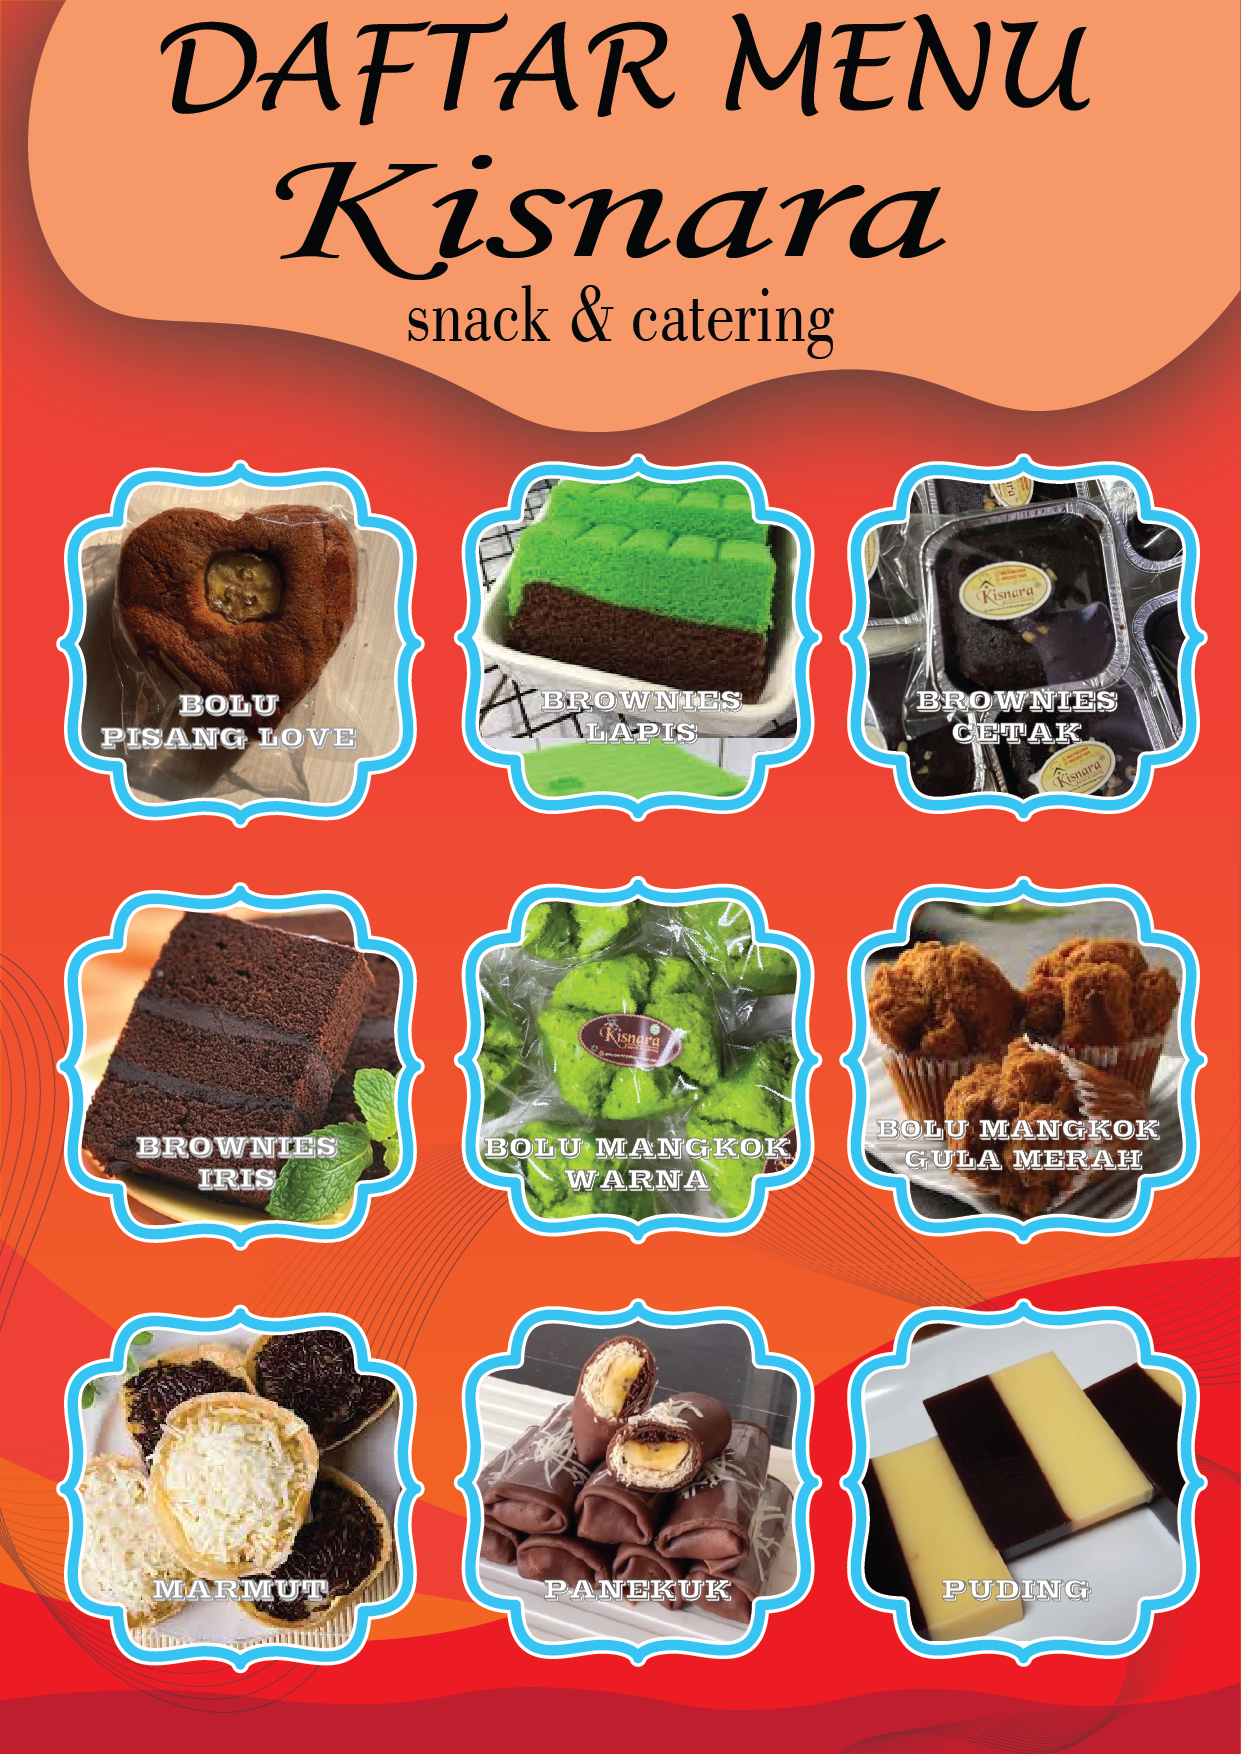 DAFTAR MENU
Kisnara
snack & catering
BOLU
PISANG LOVE
BROWNIES
LAPIS
Kisnara
BROWNIES
CETAK
Kisnara
BROWNIES
IRIS
Kisnara
BOLU MANGKOK
WARNA
BOLU MANGKOK
GULA MERAH
MARMUT
PANEKUK
PUDING